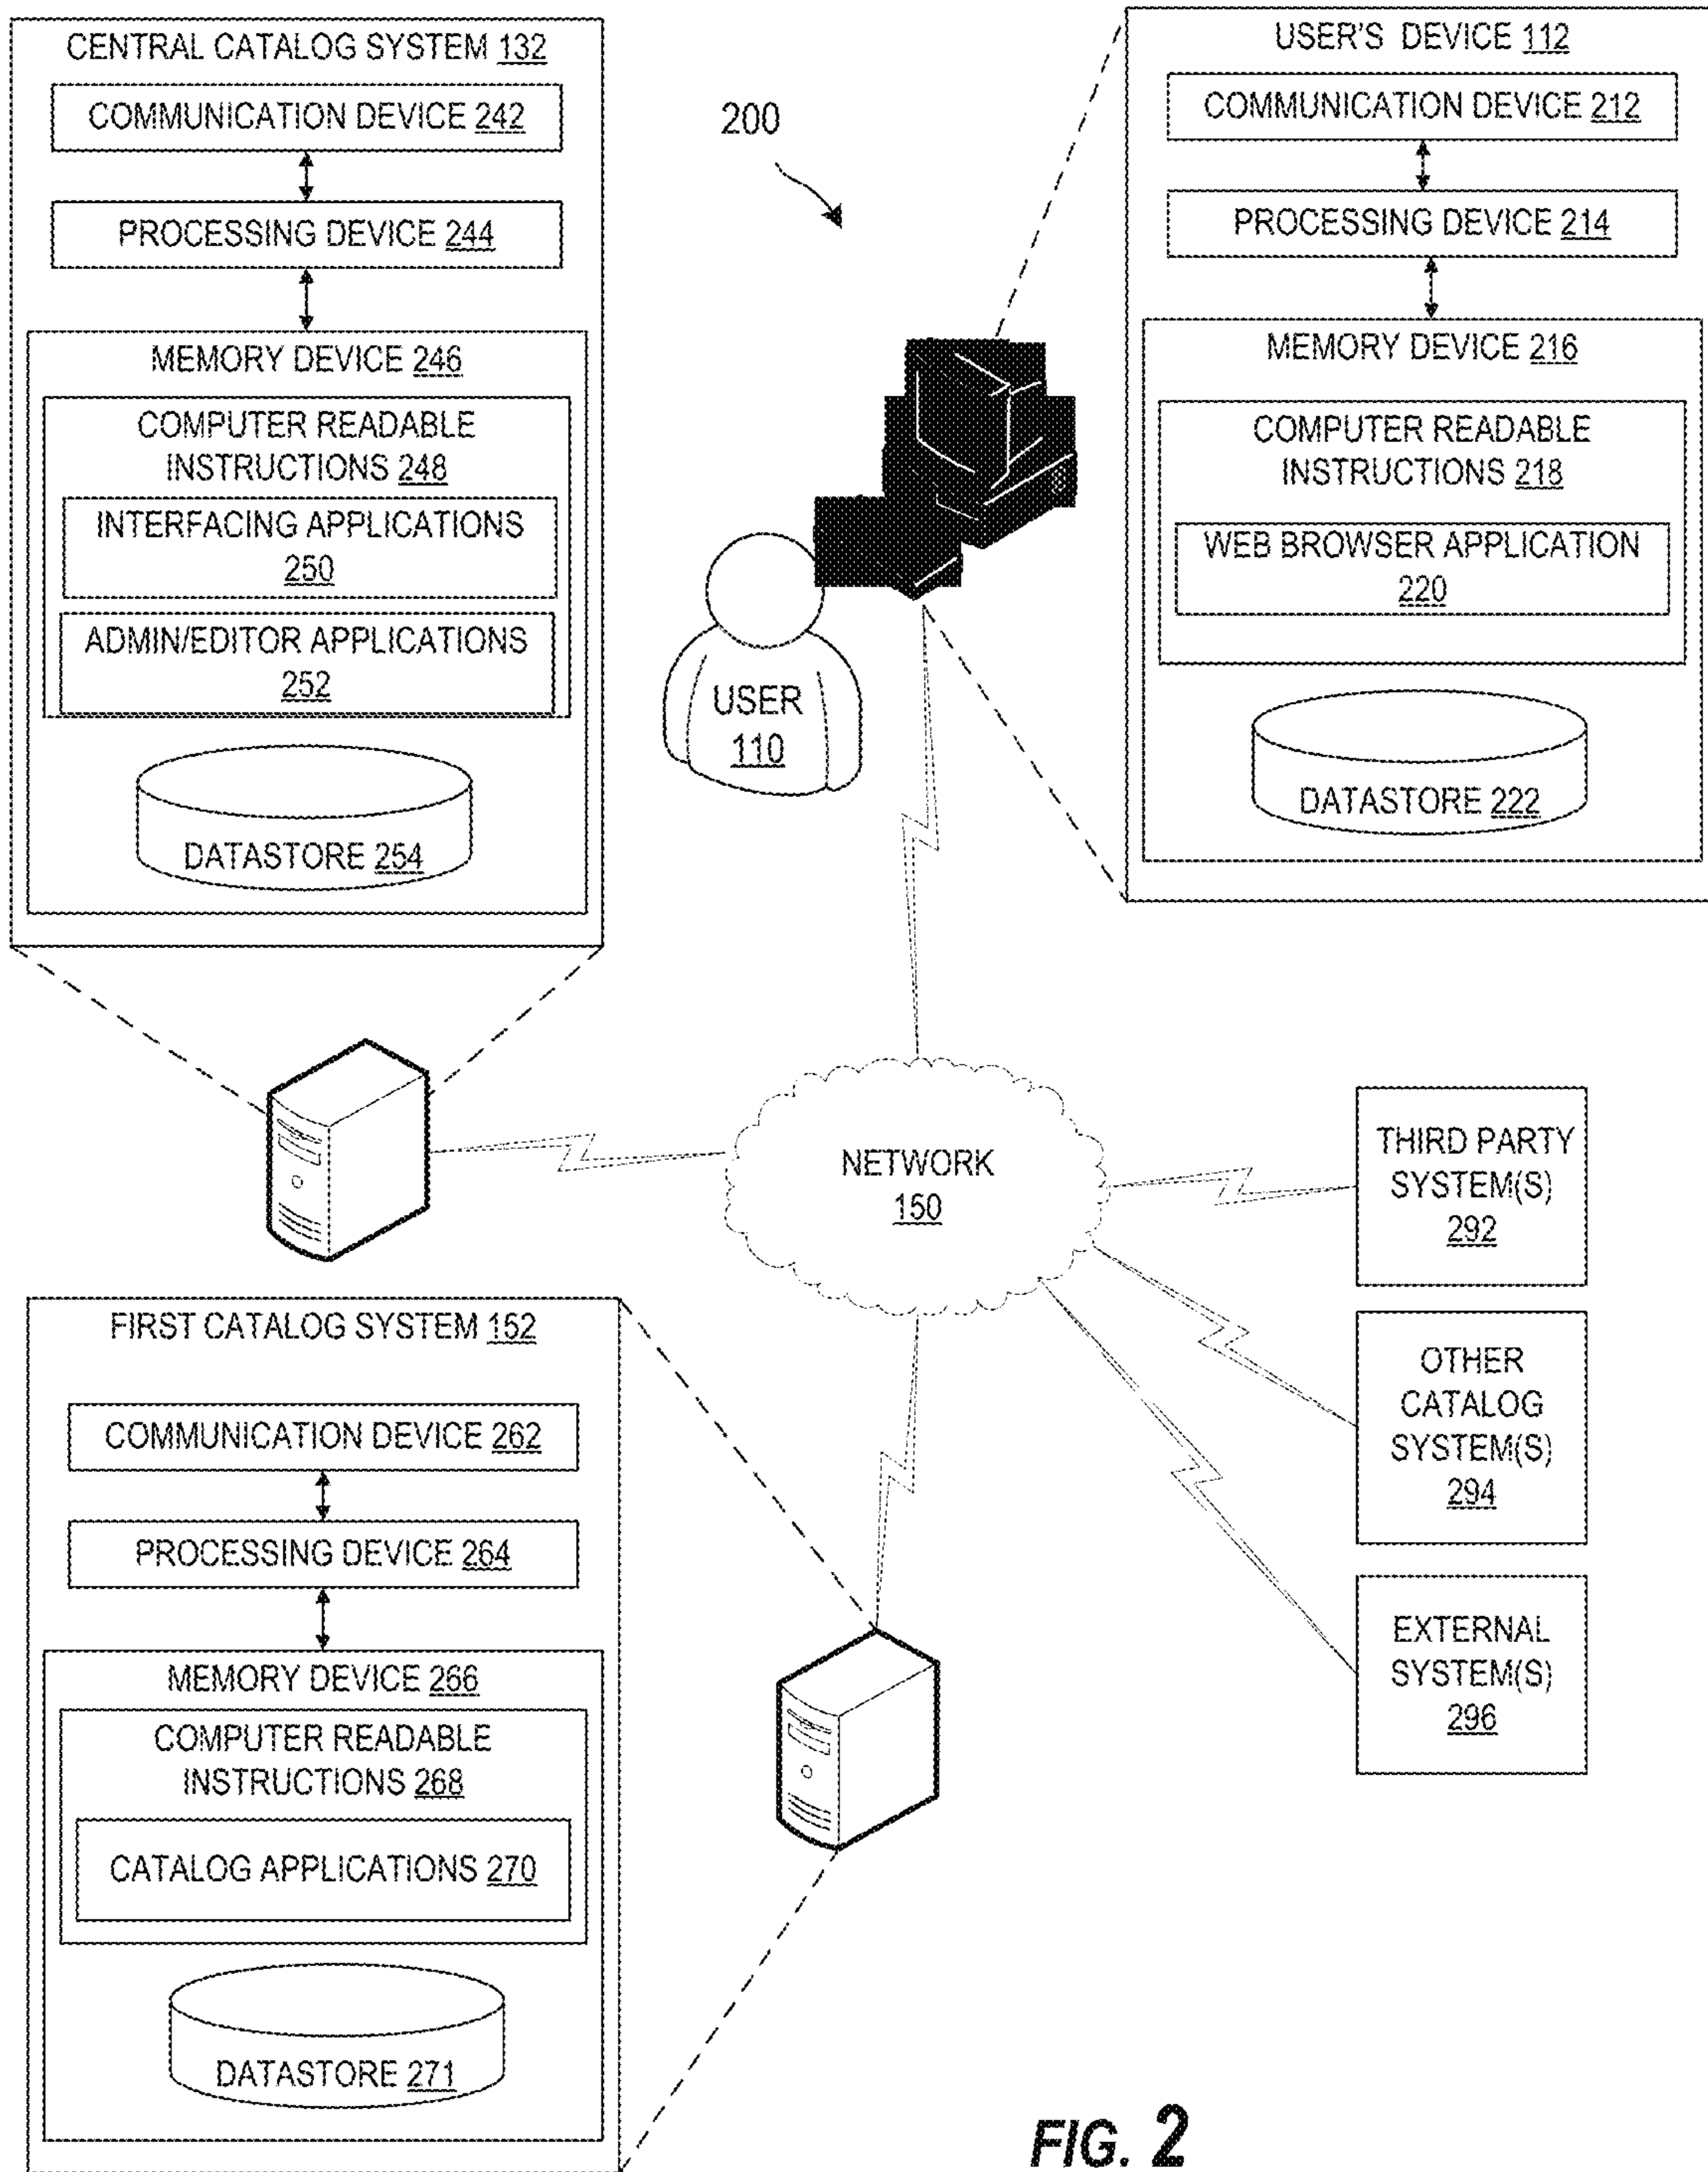 CENTRAL CATALOG SYSTEM 132
COMMUNICATION DEVICE 242
PROCESSING DEVICE 244
MEMORY DEVICE 246
COMPUTER READABLE
INSTRUCTIONS 248
INTERFACING APPLICATIONS
250
ADMIN/EDITOR APPLICATIONS
252
DATASTORE 254
200
USER'S DEVICE 112
COMMUNICATION DEVICE 212
PROCESSING DEVICE 214
MEMORY DEVICE 216
COMPUTER READABLE
INSTRUCTIONS 218
WEB BROWSER APPLICATION
220
DATASTORE 222
USER
110
NETWORK
150
THIRD PARTY
SYSTEM(S)
292
OTHER
CATALOG
SYSTEM(S)
294
EXTERNAL
SYSTEM(S)
296
FIRST CATALOG SYSTEM 152
COMMUNICATION DEVICE 262
PROCESSING DEVICE 264
MEMORY DEVICE 266
COMPUTER READABLE
INSTRUCTIONS 268
CATALOG APPLICATIONS 270
DATASTORE 271
FIG. 2